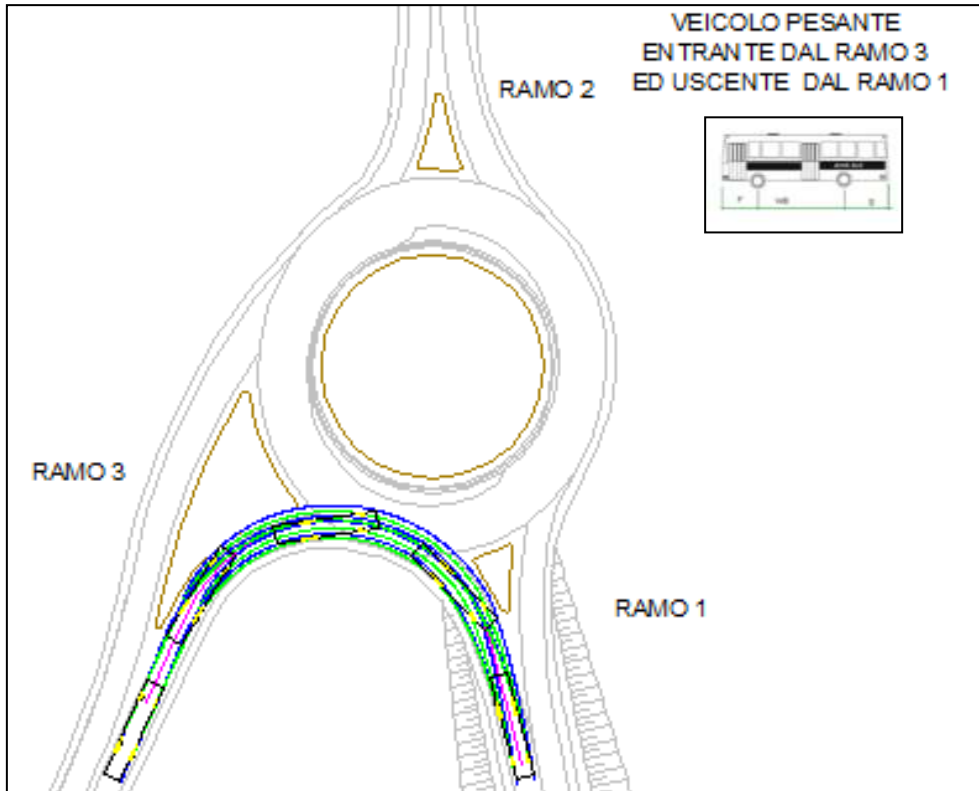 VEICOLO PESANTE
ENTRANTE DAL RAMO 3
ED USCENTE DAL RAMO 1
RAMO 2
RAMO 3
RAMO 1